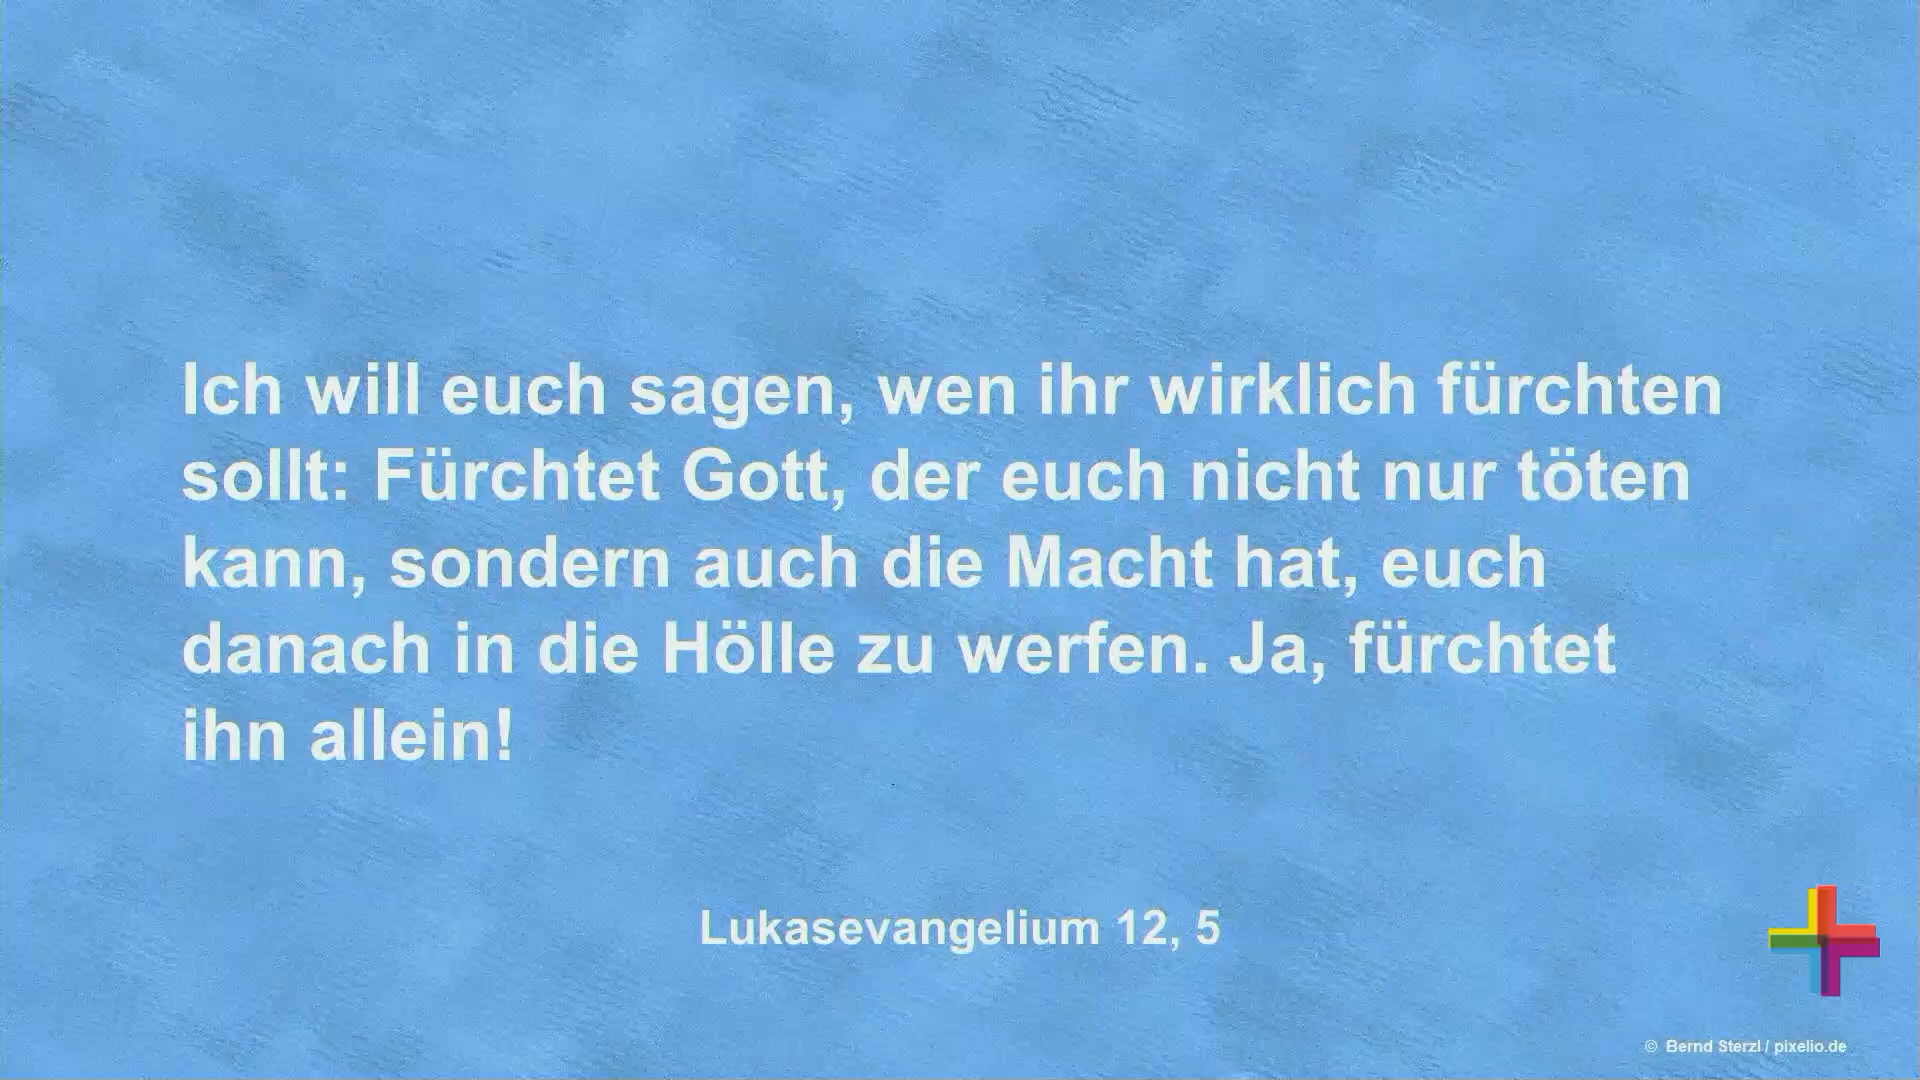 Ich will euch sagen, wen ihr wirklich fürchten
sollt: Fürchtet Gott, der euch nicht nur töten
kann, sondern auch die Macht hat, euch
danach in die Hölle zu werfen. Ja, fürchtet
ihn allein!
Lukasevangelium 12, 5
© Bernd Sterzl / pixelio.de